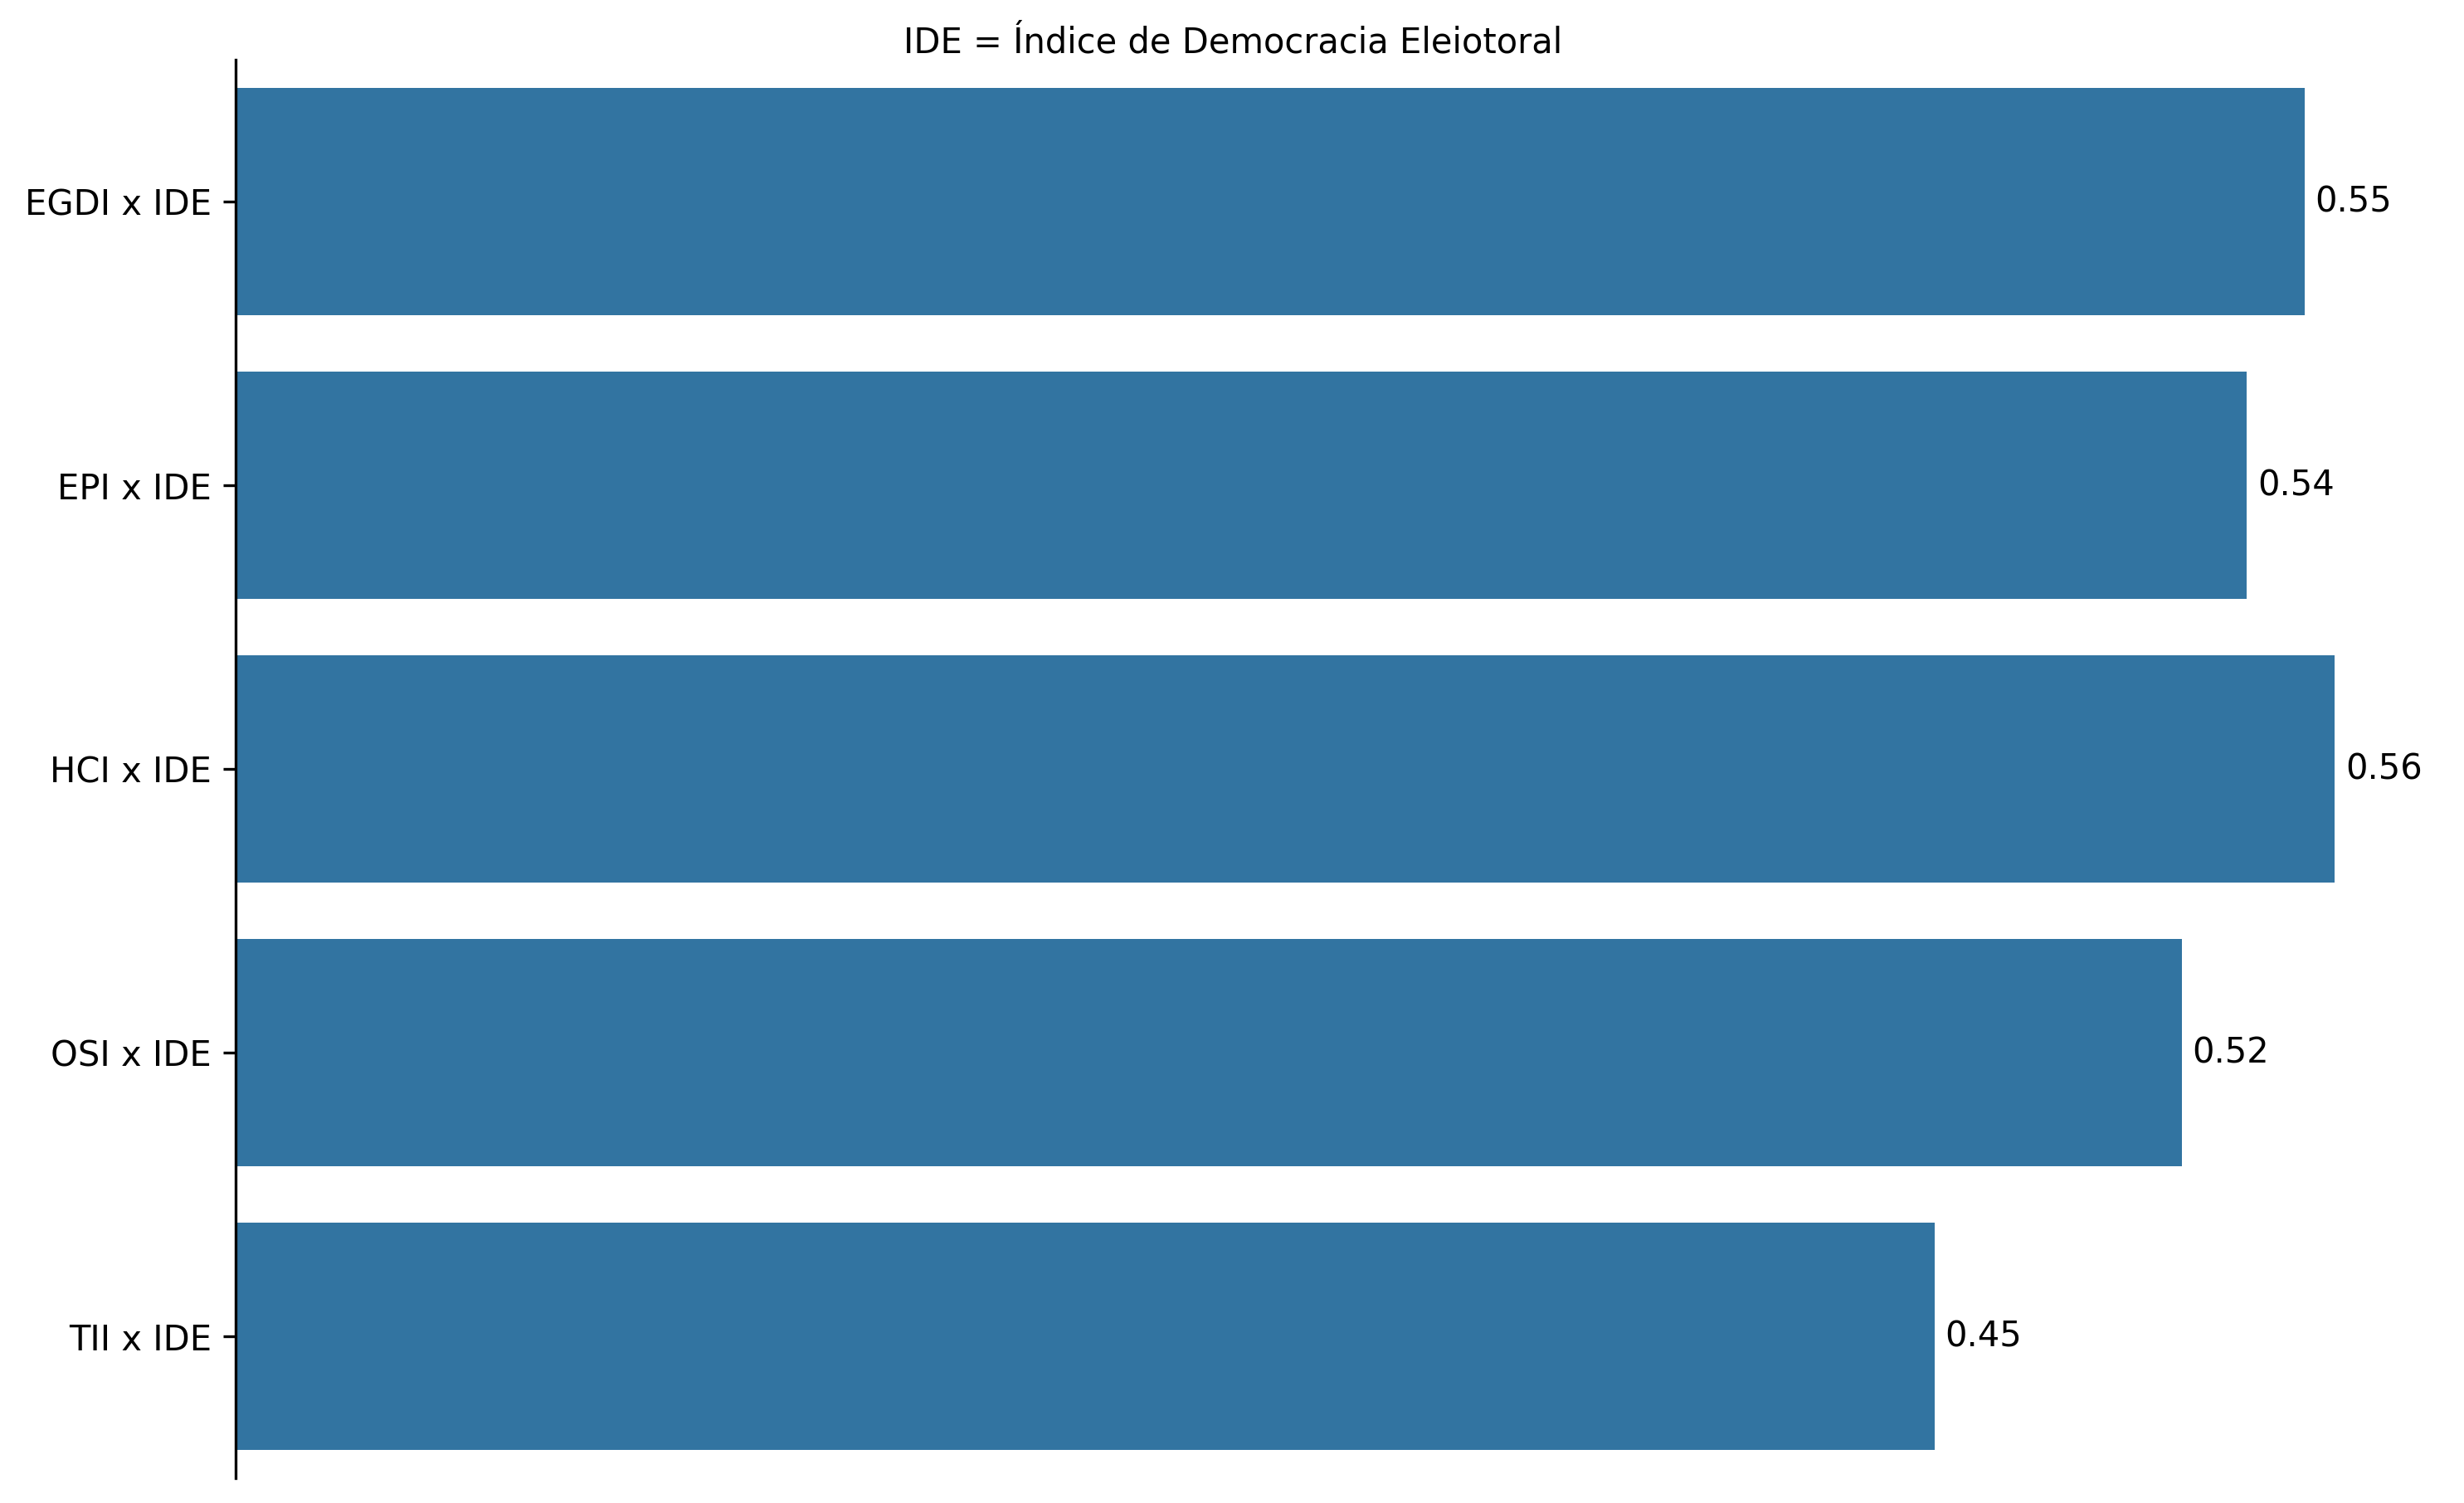 IDE = Índice de Democracia Eleiotoral
EGDI x IDE
0.55
EPI x IDE
0.54
HCI x IDE
0.56
OSI x IDE
0.52
TII x IDE
0.45